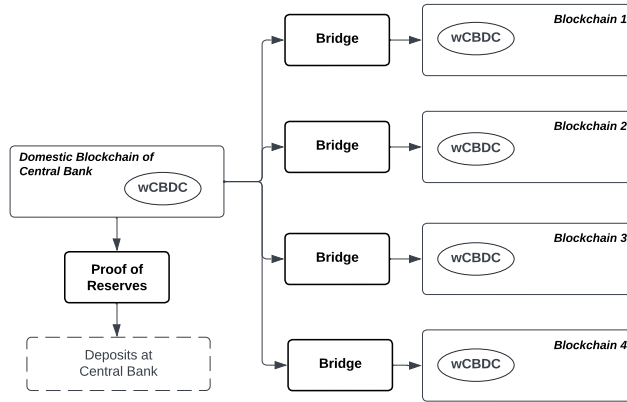 Bridge
wCBDC
Blockchain 1
Bridge
wCBDC
Blockchain 2
Domestic Blockchain of
Central Bank
wCBDC
Bridge
wCBDC
Blockchain 3
Proof of
Reserves
Bridge
wCBDC
Blockchain 4
Deposits at
Central Bank